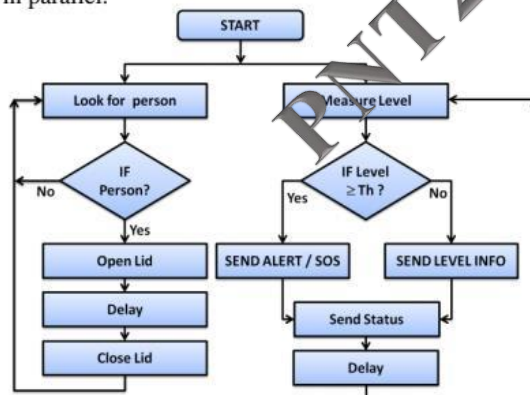 in parallel.
START
Look for person
Measure Level
IF
Person?
No
Yes
IF Level
≥Th ?
Yes
No
Open Lid
SEND ALERT / SOS
SEND LEVEL INFO
Delay
Send Status
Close Lid
Delay